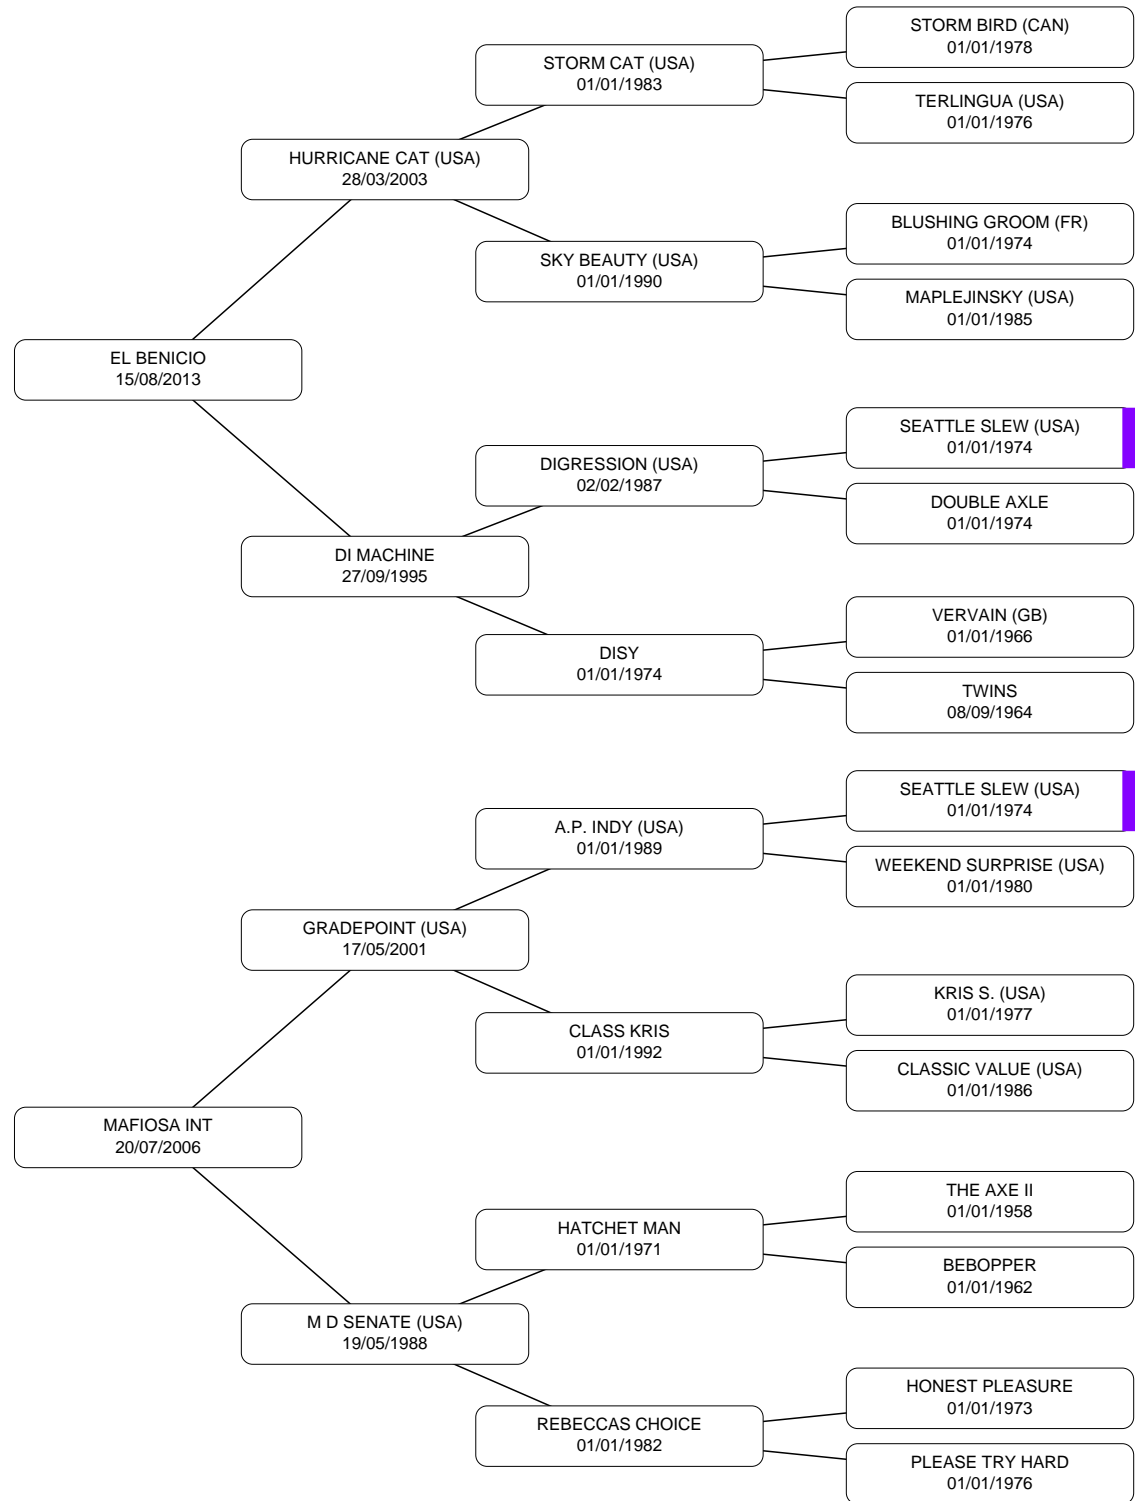 STORM BIRD (CAN)
01/01/1978
STORM CAT (USA)
01/01/1983
TERLINGUA (USA)
01/01/1976
HURRICANE CAT (USA)
28/03/2003
BLUSHING GROOM (FR)
01/01/1974
SKY BEAUTY (USA)
01/01/1990
MAPLEJINSKY (USA)
01/01/1985
EL BENICIO
15/08/2013
SEATTLE SLEW (USA)
01/01/1974
DIGRESSION (USA)
02/02/1987
DOUBLE AXLE
01/01/1974
DI MACHINE
27/09/1995
VERVAIN (GB)
01/01/1966
DISY
01/01/1974
TWINS
08/09/1964
SEATTLE SLEW (USA)
01/01/1974
A.P. INDY (USA)
01/01/1989
WEEKEND SURPRISE (USA)
01/01/1980
GRADEPOINT (USA)
17/05/2001
KRIS S. (USA)
01/01/1977
CLASS KRIS
01/01/1992
CLASSIC VALUE (USA)
01/01/1986
MAFIOSA INT
20/07/2006
THE AXE II
01/01/1958
HATCHET MAN
01/01/1971
BEBOPPER
01/01/1962
M D SENATE (USA)
19/05/1988
HONEST PLEASURE
01/01/1973
REBECCAS CHOICE
01/01/1982
PLEASE TRY HARD
01/01/1976